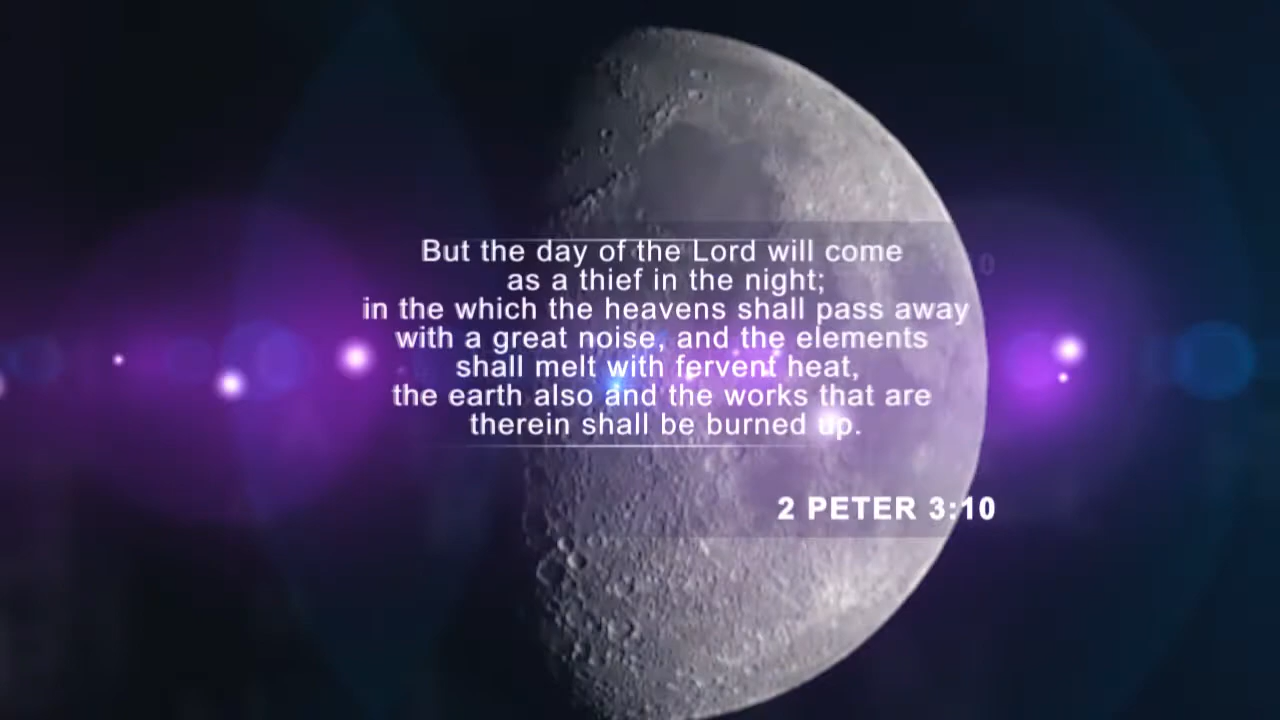 But the day of the Lord will come
as a thief in the night;
in the which the heavens shall pass away
with a great noise, and the elements
shall melt with fervent heat,
the earth also and the works that are
therein shall be burned up.
2 PETER 3:10